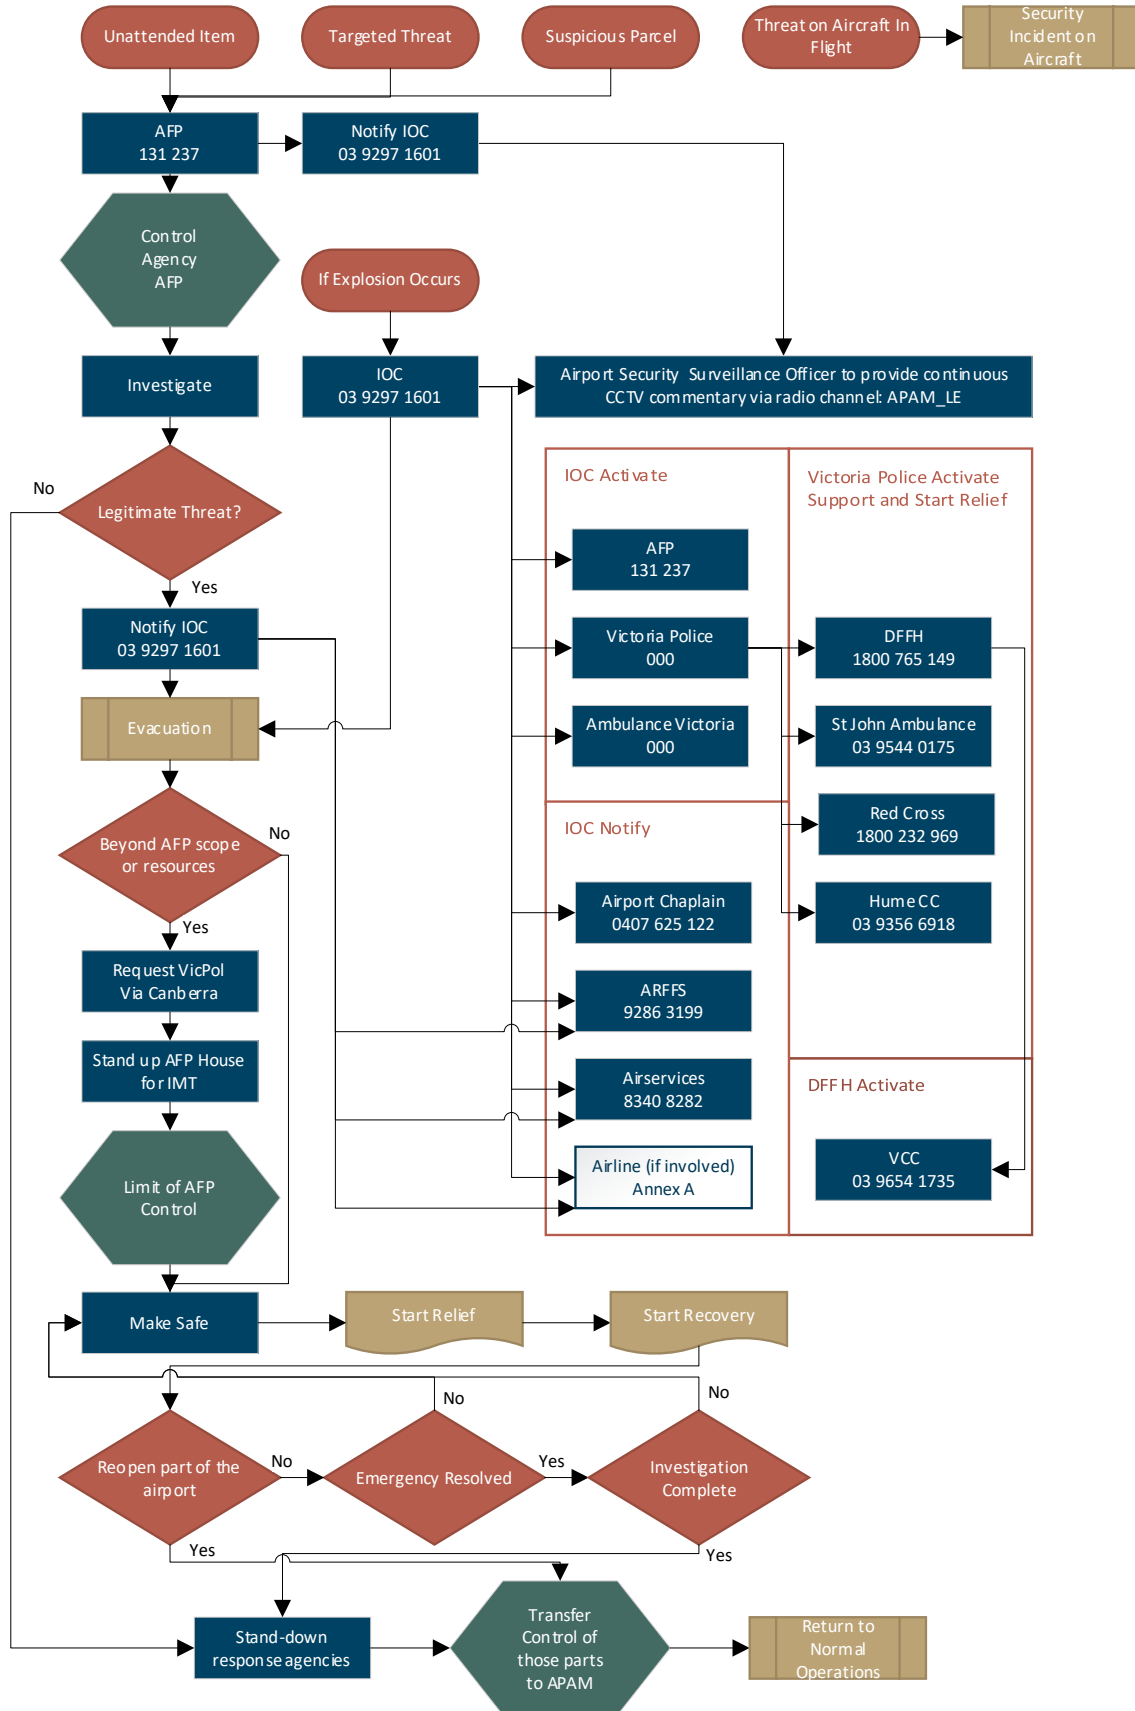 Unattended Item
Targeted Threat
Suspicious Parcel
Threat on Aircraft In
Flight
Security
Incident on
Aircraft
AFP
131 237
Notify IOC
03 9297 1601
Control
Agency
AFP
If Explosion Occurs
Investigate
IOC
03 9297 1601
Airport Security Surveillance Officer to provide continuous
CCTV commentary via radio channel: APAM_LE
No
Legitimate Threat?
Yes
IOC Activate
Victoria Police Activate
Support and Start Relief
AFP
131 237
Notify IOC
03 9297 1601
Victoria Police
000
DFFH
1800 765 149
Evacuation
Ambulance Victoria
000
St John Ambulance
03 9544 0175
No
Beyond AFP scope
or resources
Yes
IOC Notify
Red Cross
1800 232 969
Airport Chaplain
0407 625 122
Hume CC
03 9356 6918
Request VicPol
Via Canberra
ARFFS
9286 3199
Stand up AFP House
for IMT
Airservices
8340 8282
DFFH Activate
Limit of AFP
Control
Airline (if involved)
Annex A
VCC
03 9654 1735
Make Safe
Start Relief
Start Recovery
No
No
Reopen part of the
airport
No
Emergency Resolved
Yes
Investigation
Complete
Yes
Yes
Stand-down
response agencies
Transfer
Control of
those parts
to APAM
Return to
Normal
Operations